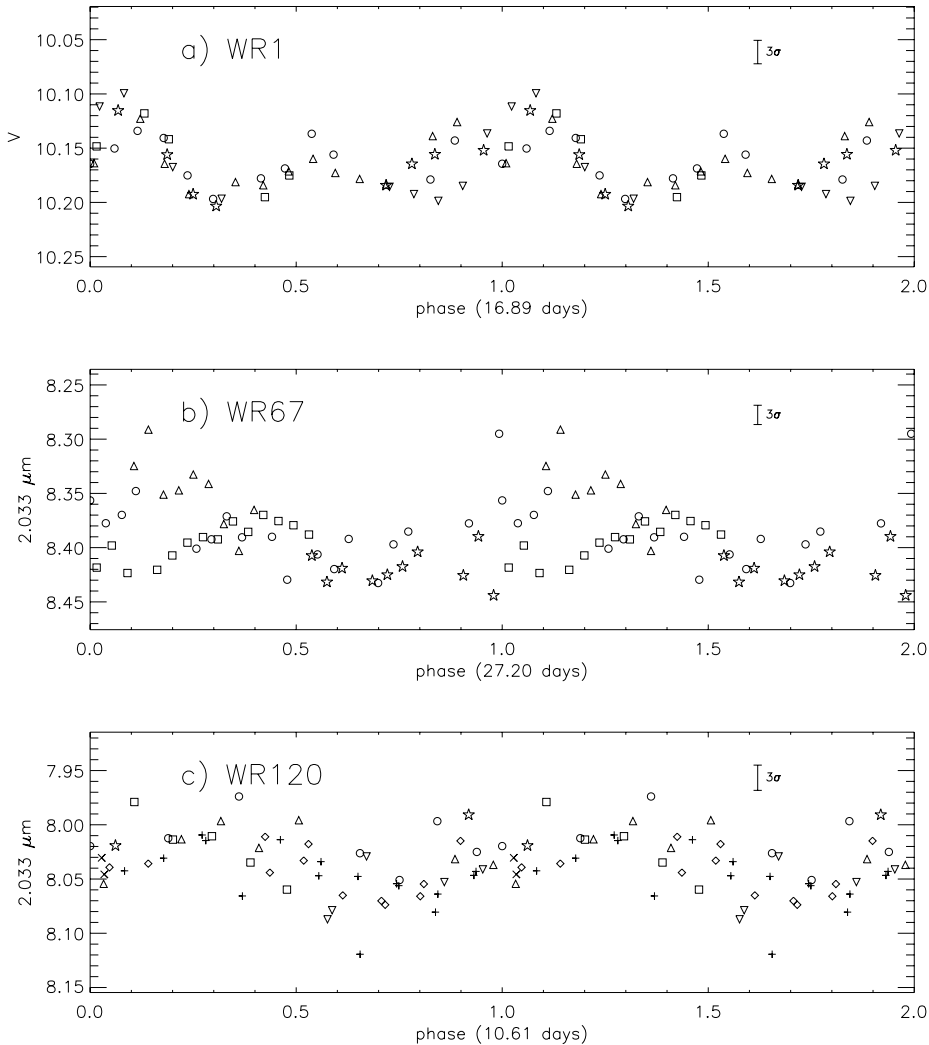 a) WR1
3σ
V
10.05
10.10
10.15
10.20
10.25
0.0 0.5 1.0 1.5 2.0
phase (16.89 days)
b) WR67
3σ
2.033 μm
8.25
8.30
8.35
8.40
8.45
0.0 0.5 1.0 1.5 2.0
phase (27.20 days)
c) WR120
3σ
2.033 μm
7.95
8.00
8.05
8.10
8.15
0.0 0.5 1.0 1.5 2.0
phase (10.61 days)